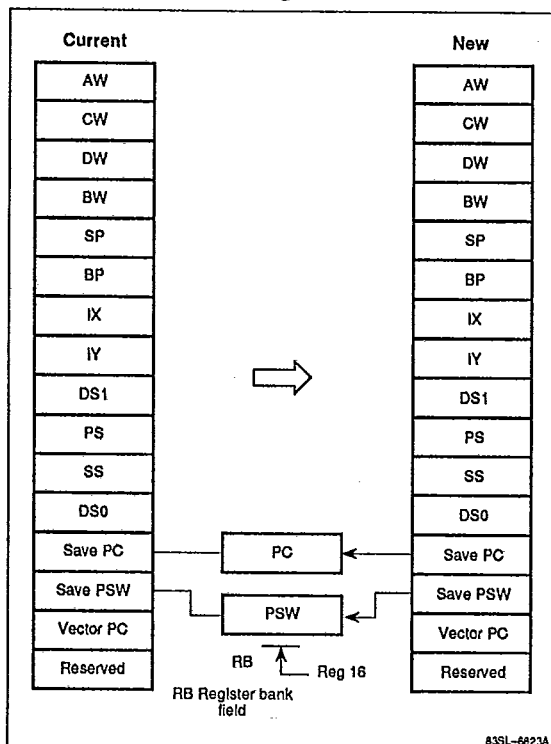 Current
New
AW
CW
DW
BW
SP
BP
IX
IY
DS1
PS
SS
DS0
Save PC
Save PSW
Vector PC
Reserved
AW
CW
DW
BW
SP
BP
IX
IY
DS1
PS
SS
DS0
Save PC
Save PSW
Vector PC
Reserved
PC
PSW
RB
Reg 16
RB Register bank
field
83SL-6823A